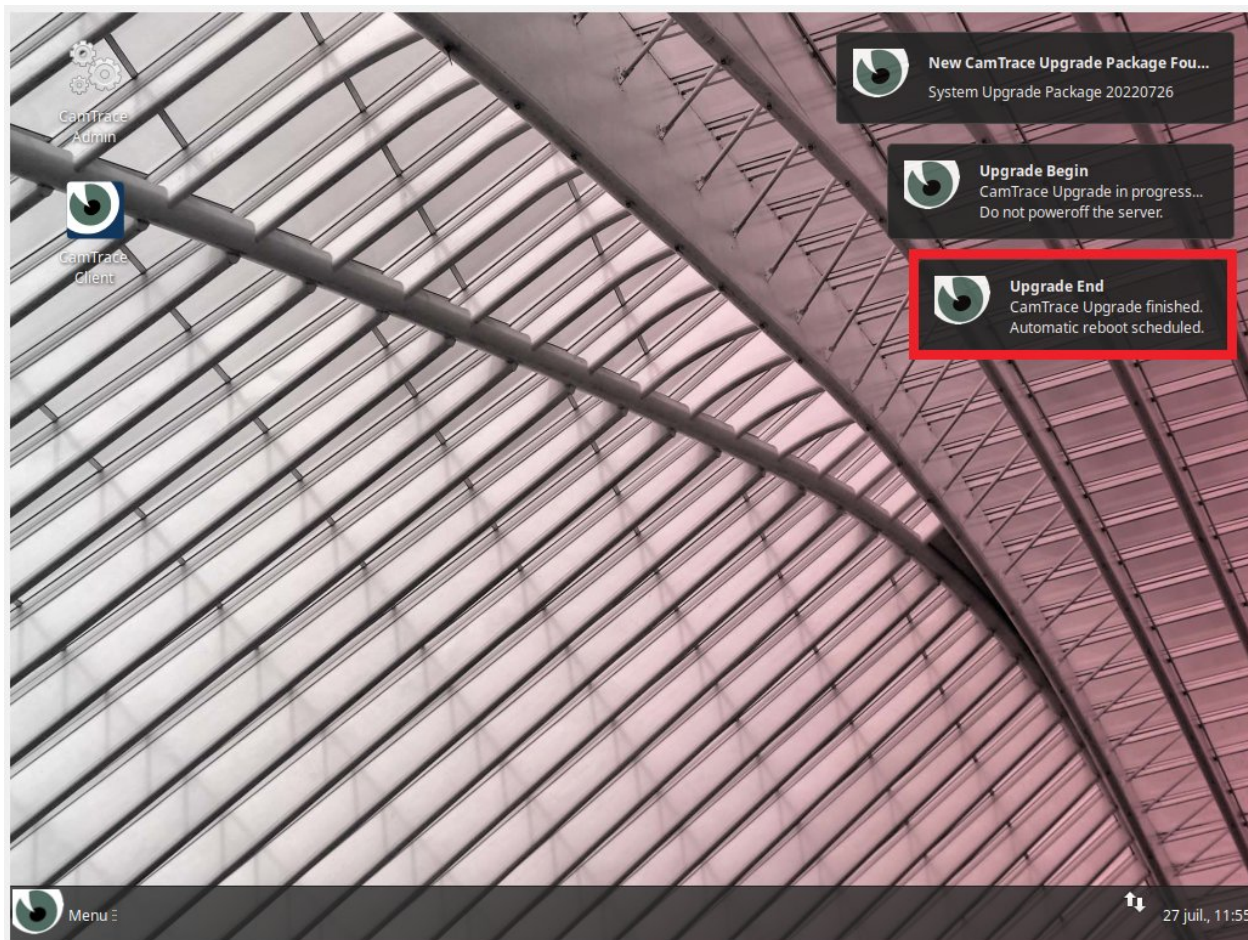 CamTrace
Admin
CamTrace
Client
New CamTrace Upgrade Package Fou...
System Upgrade Package 20220726
Upgrade Begin
CamTrace Upgrade in progress...
Do not poweroff the server.
Upgrade End
CamTrace Upgrade finished.
Automatic reboot scheduled.
Menu
27 juil., 11:55